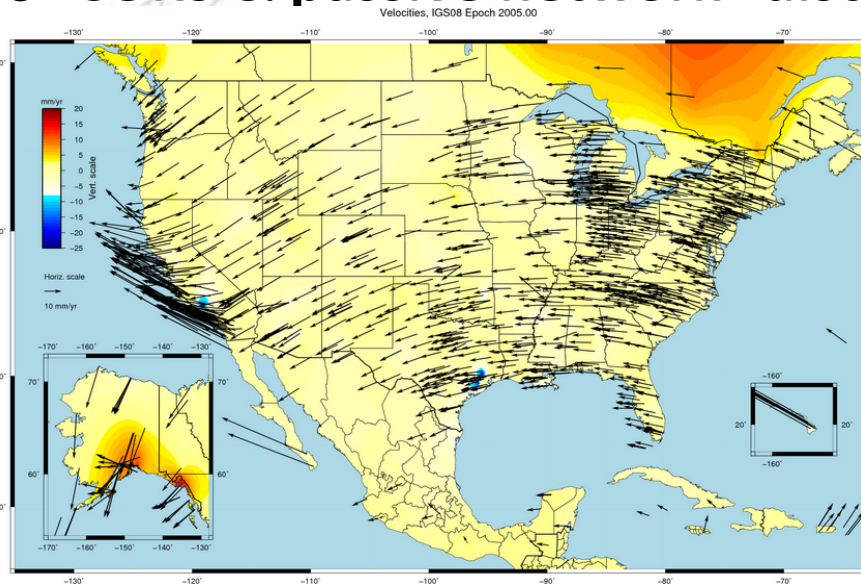 Velocities, IGS08 Epoch 2005.00
−130° −120° −110° −100° −90° −80° −70°
mm/yr
20
15
10
5
0
−5
−10
−15
−20
−25
Vert. scale
Horiz. scale
10 mm/yr
−170° −160° −150° −140° −130°
70° 70°
60° 60°
−170° −160° −150° −140° −130°
−160°
20° 20°
−160°
−130° −120° −110° −100° −90° −80° −70°